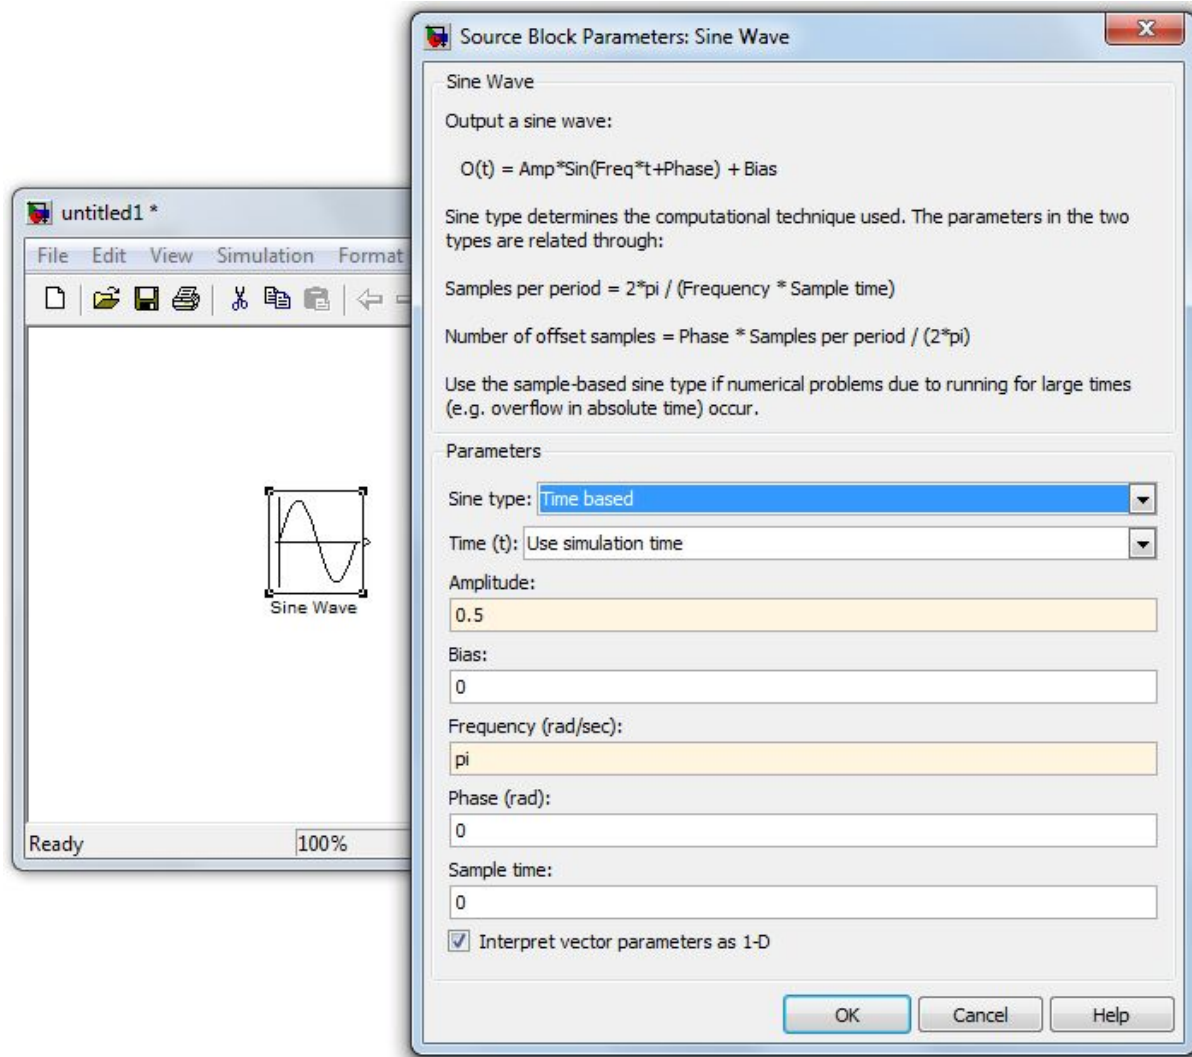 untitled1 *
File Edit View Simulation Format
Sine Wave
Ready 100%
Source Block Parameters: Sine Wave
Sine Wave
Output a sine wave:
O(t) = Amp*Sin(Freq*t+Phase) + Bias
Sine type determines the computational technique used. The parameters in the two
types are related through:
Samples per period = 2*pi / (Frequency * Sample time)
Number of offset samples = Phase * Samples per period / (2*pi)
Use the sample-based sine type if numerical problems due to running for large times
(e.g. overflow in absolute time) occur.
Parameters
Sine type: Time based
Time (t): Use simulation time
Amplitude:
0.5
Bias:
0
Frequency (rad/sec):
pi
Phase (rad):
0
Sample time:
0
Interpret vector parameters as 1-D
OK Cancel Help